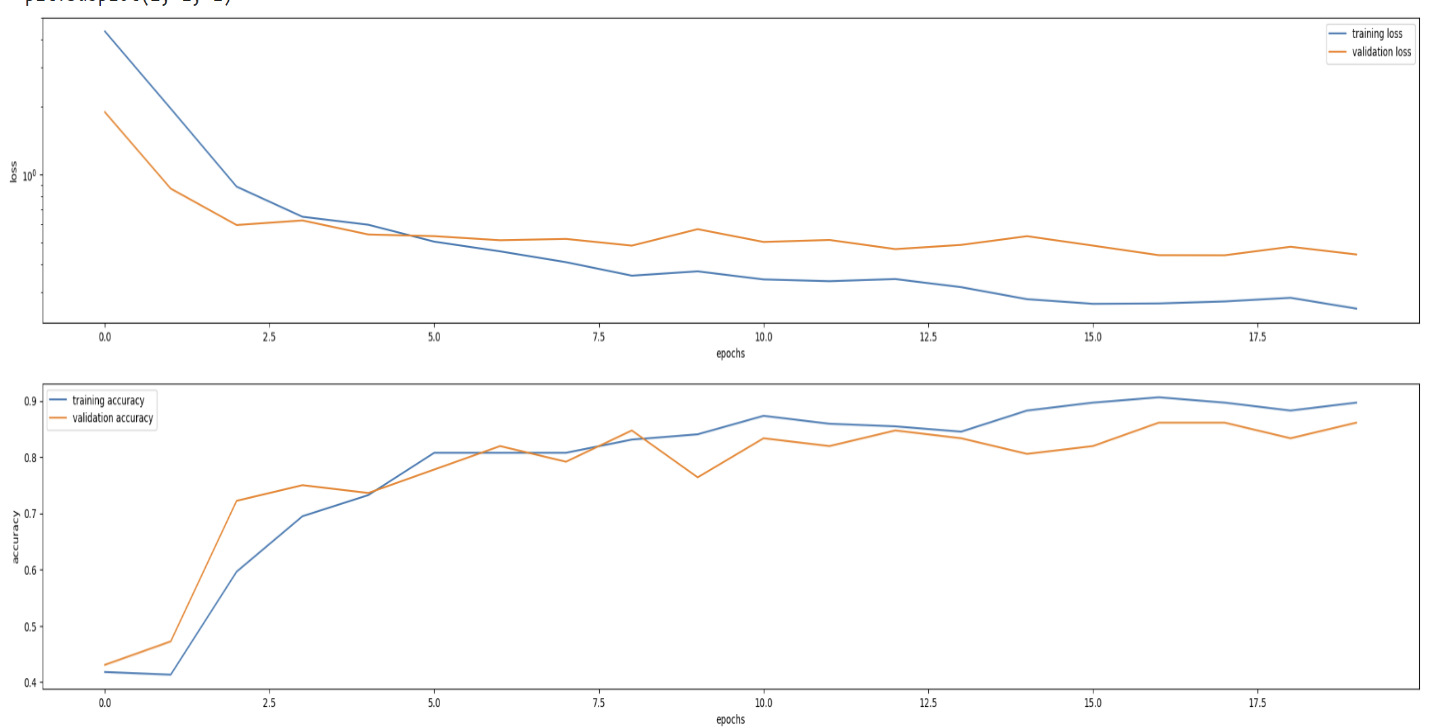 training loss
validation loss
loss
10⁰
0.0 2.5 5.0 7.5 10.0 12.5 15.0 17.5
epochs
training accuracy
validation accuracy
0.9
0.8
0.7
0.6
0.5
0.4
accuracy
0.0 2.5 5.0 7.5 10.0 12.5 15.0 17.5
epochs